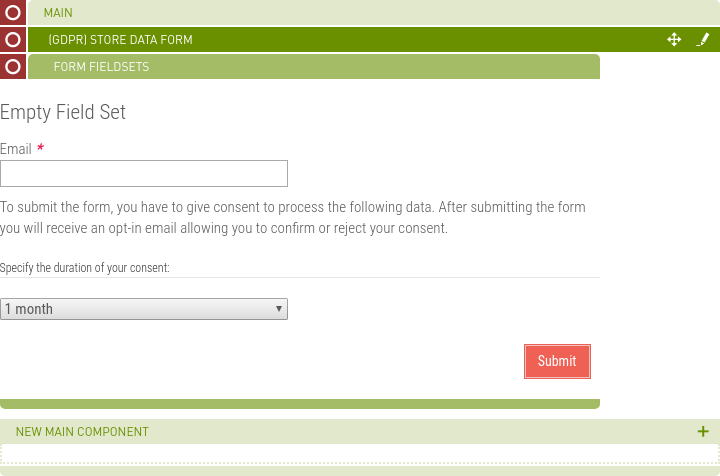 MAIN
(GDPR) STORE DATA FORM
FORM FIELDSETS
Empty Field Set
Email *
To submit the form, you have to give consent to process the following data. After submitting the form
you will receive an opt-in email allowing you to confirm or reject your consent.
Specify the duration of your consent:
1 month
Submit
NEW MAIN COMPONENT